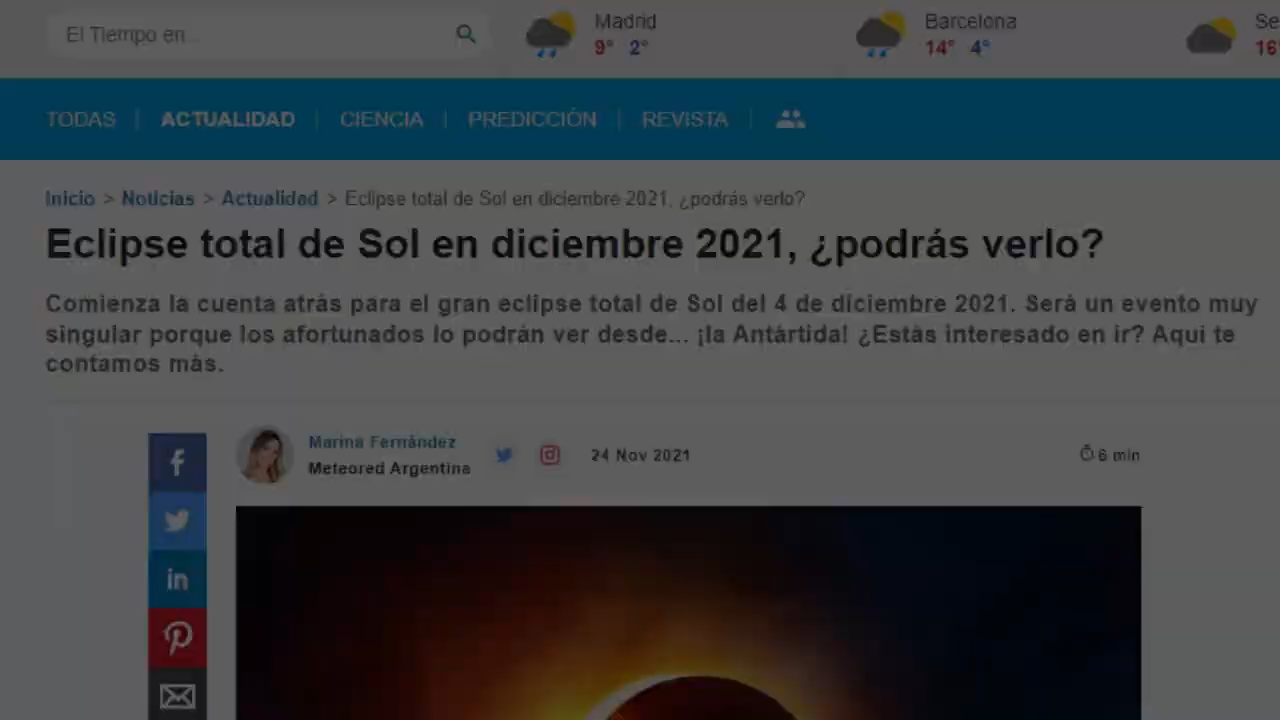 El Tiempo en...
Madrid
9° 2°
Barcelona
14° 4°
Se
16°
TODAS | ACTUALIDAD | CIENCIA | PREDICCIÓN | REVISTA |
Inicio > Noticias > Actualidad > Eclipse total de Sol en diciembre 2021, ¿podrás verlo?
Eclipse total de Sol en diciembre 2021, ¿podrás verlo?
Comienza la cuenta atrás para el gran eclipse total de Sol del 4 de diciembre 2021. Será un evento muy
singular porque los afortunados lo podrán ver desde... ¡la Antártida! ¿Estás interesado en ir? Aquí te
contamos más.
Marina Fernández
Meteored Argentina
24 Nov 2021
6 min